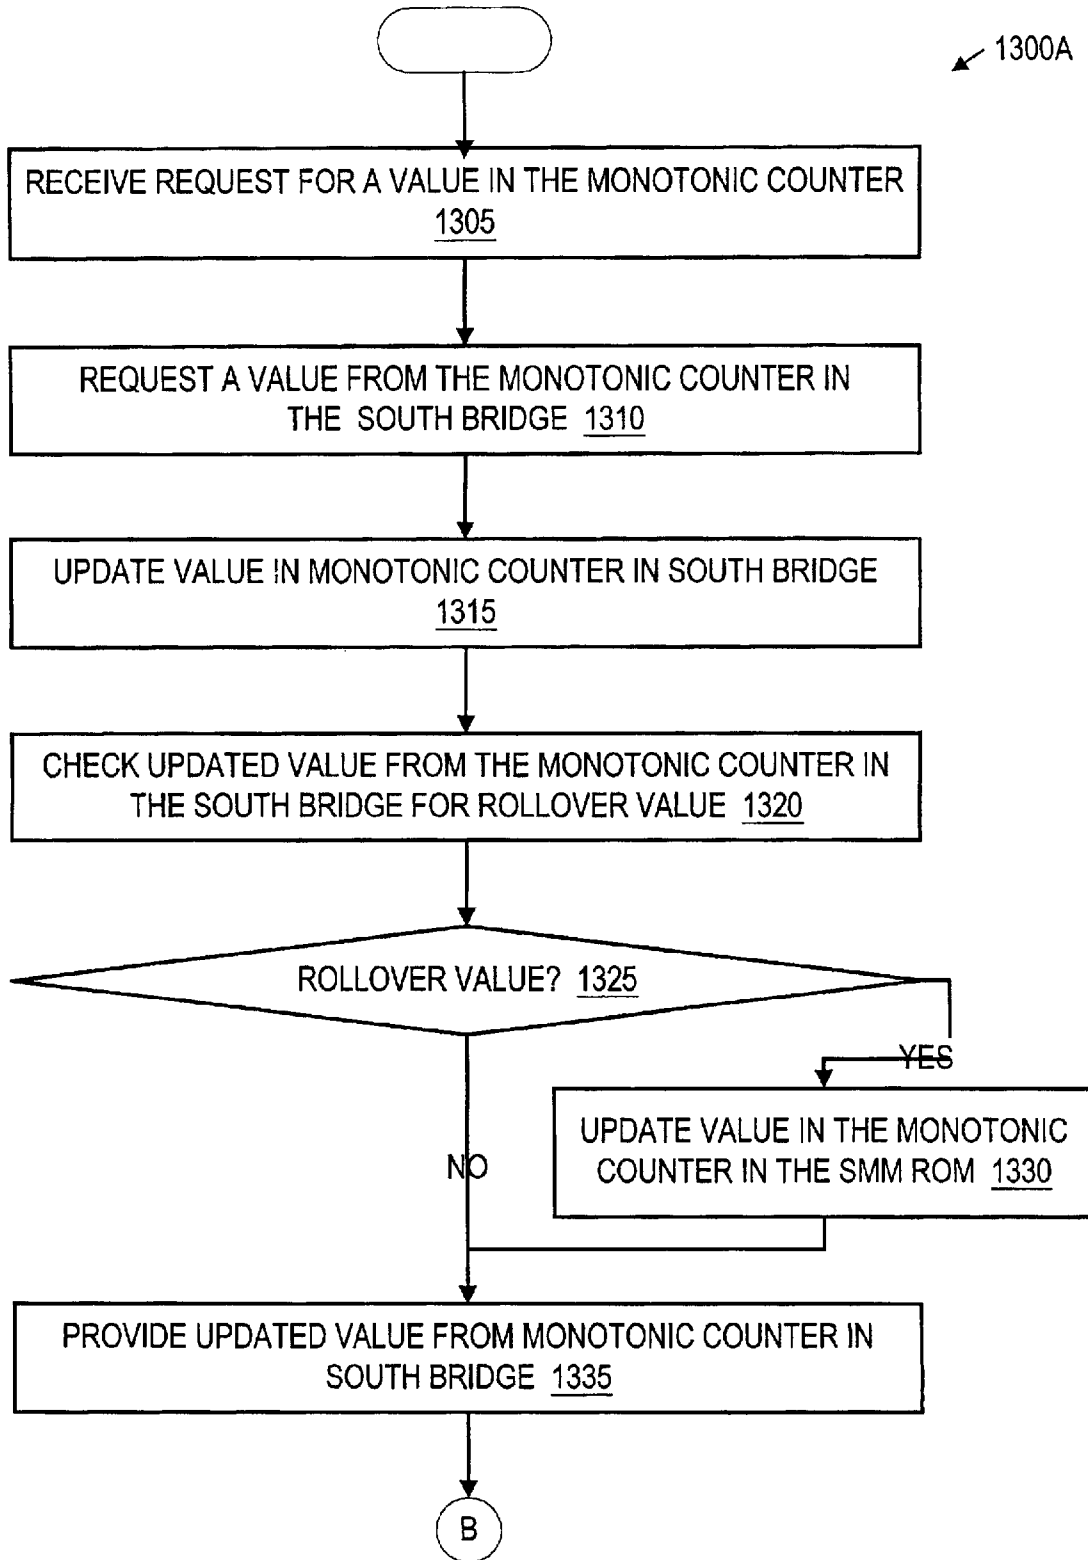 1300A
RECEIVE REQUEST FOR A VALUE IN THE MONOTONIC COUNTER
1305
REQUEST A VALUE FROM THE MONOTONIC COUNTER IN
THE SOUTH BRIDGE 1310
UPDATE VALUE IN MONOTONIC COUNTER IN SOUTH BRIDGE
1315
CHECK UPDATED VALUE FROM THE MONOTONIC COUNTER IN
THE SOUTH BRIDGE FOR ROLLOVER VALUE 1320
ROLLOVER VALUE? 1325
YES
UPDATE VALUE IN THE MONOTONIC
COUNTER IN THE SMM ROM 1330
NO
PROVIDE UPDATED VALUE FROM MONOTONIC COUNTER IN
SOUTH BRIDGE 1335
B